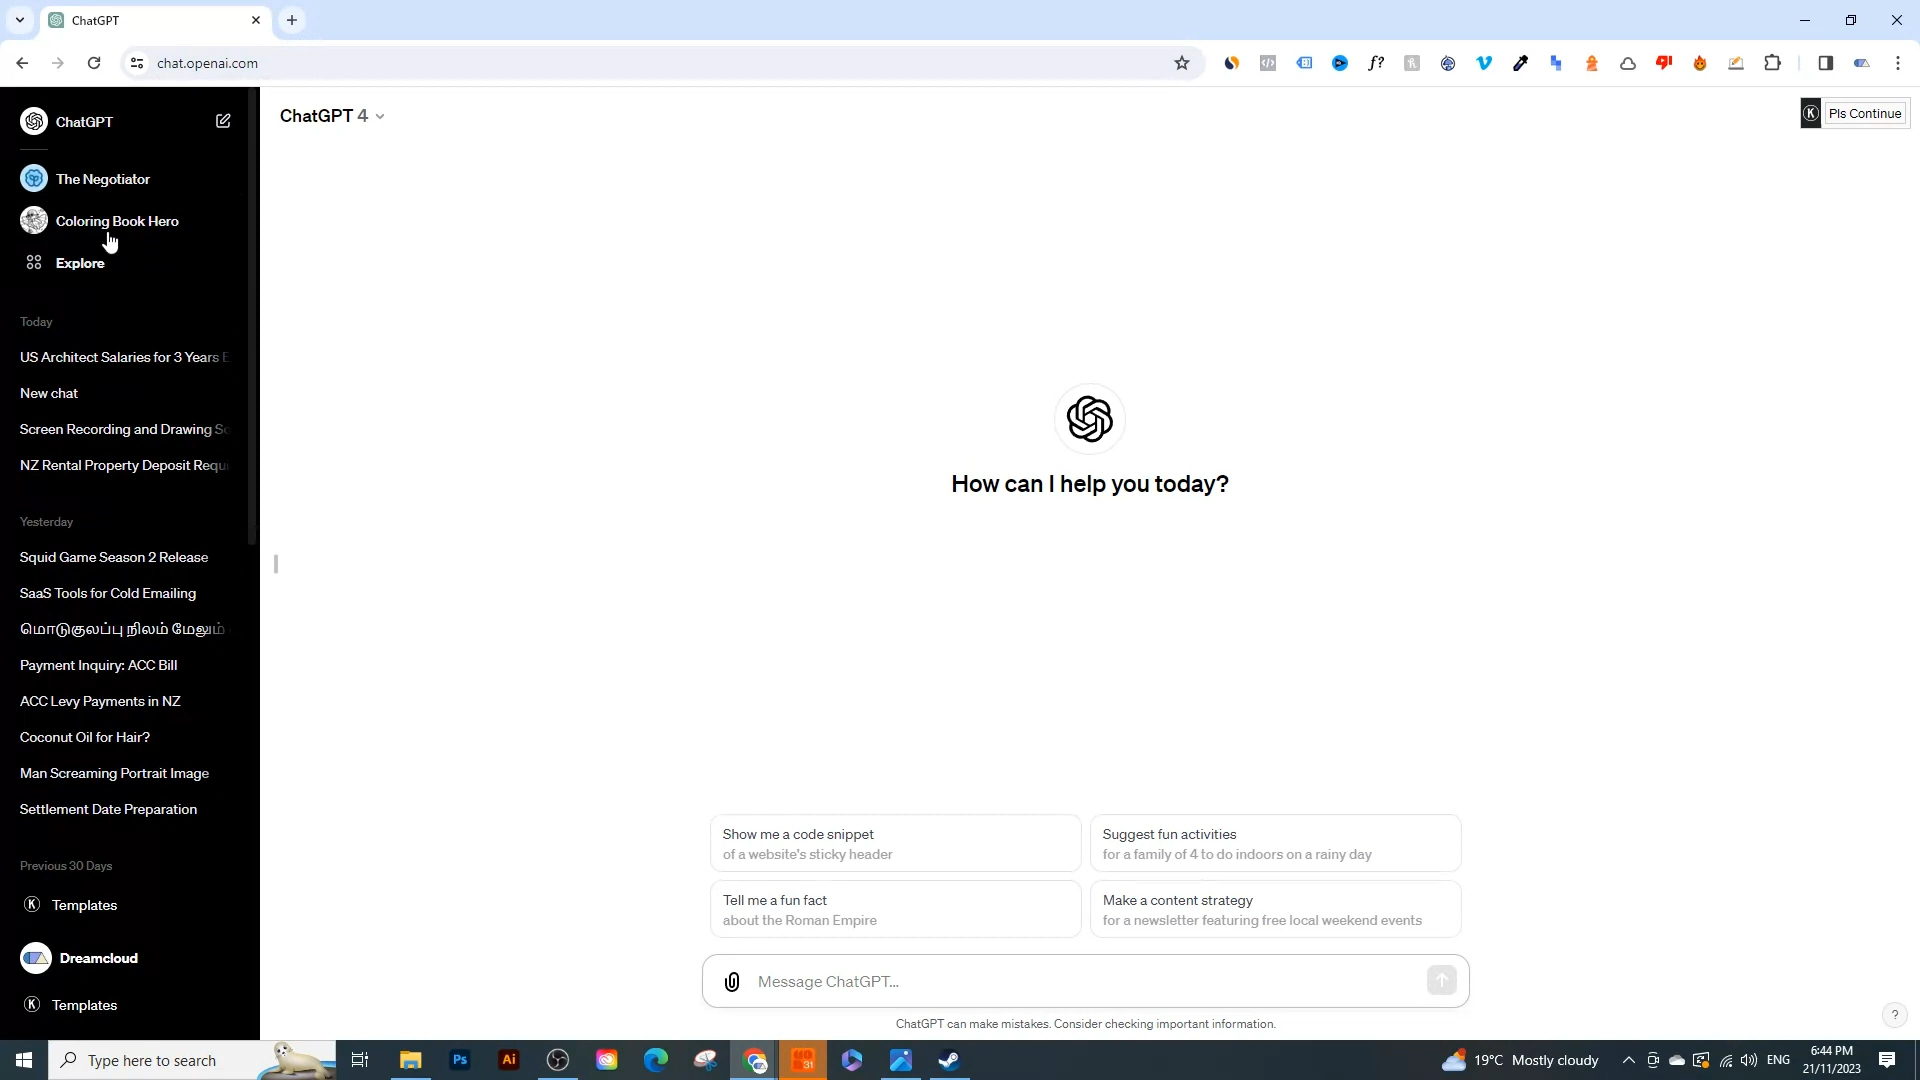 ChatGPT
chat.openai.com
ChatGPT
ChatGPT 4
Pls Continue
The Negotiator
Coloring Book Hero
Explore
Today
US Architect Salaries for 3 Years E
New chat
Screen Recording and Drawing So
NZ Rental Property Deposit Requi
How can I help you today?
Yesterday
Squid Game Season 2 Release
SaaS Tools for Cold Emailing
மொடுகுலப்பு நிலம் மேலும்
Payment Inquiry: ACC Bill
ACC Levy Payments in NZ
Coconut Oil for Hair?
Man Screaming Portrait Image
Settlement Date Preparation
Previous 30 Days
Templates
Dreamcloud
Templates
Show me a code snippet
of a website's sticky header
Suggest fun activities
for a family of 4 to do indoors on a rainy day
Tell me a fun fact
about the Roman Empire
Make a content strategy
for a newsletter featuring free local weekend events
Message ChatGPT...
ChatGPT can make mistakes. Consider checking important information.
?
Type here to search
Ps
Ai
31
19°C Mostly cloudy
ENG
6:44 PM
21/11/2023